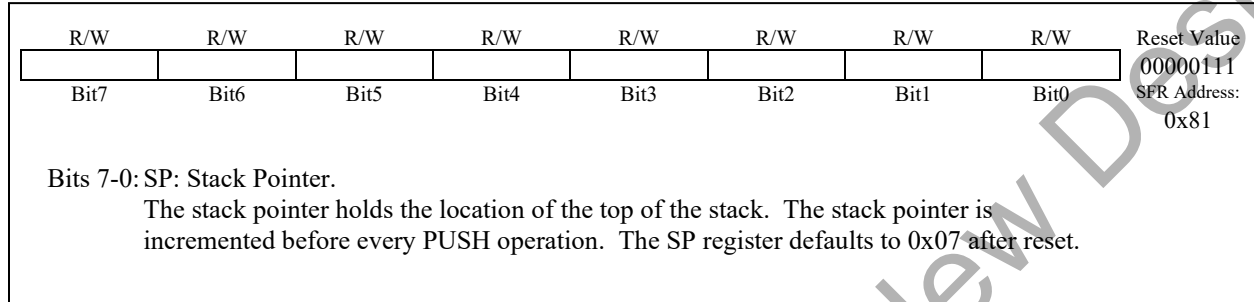 R/W R/W R/W R/W R/W R/W R/W R/W Reset Value
00000111
Bit7 Bit6 Bit5 Bit4 Bit3 Bit2 Bit1 Bit0 SFR Address:
0x81
Bits 7-0: SP: Stack Pointer.
The stack pointer holds the location of the top of the stack. The stack pointer is
incremented before every PUSH operation. The SP register defaults to 0x07 after reset.